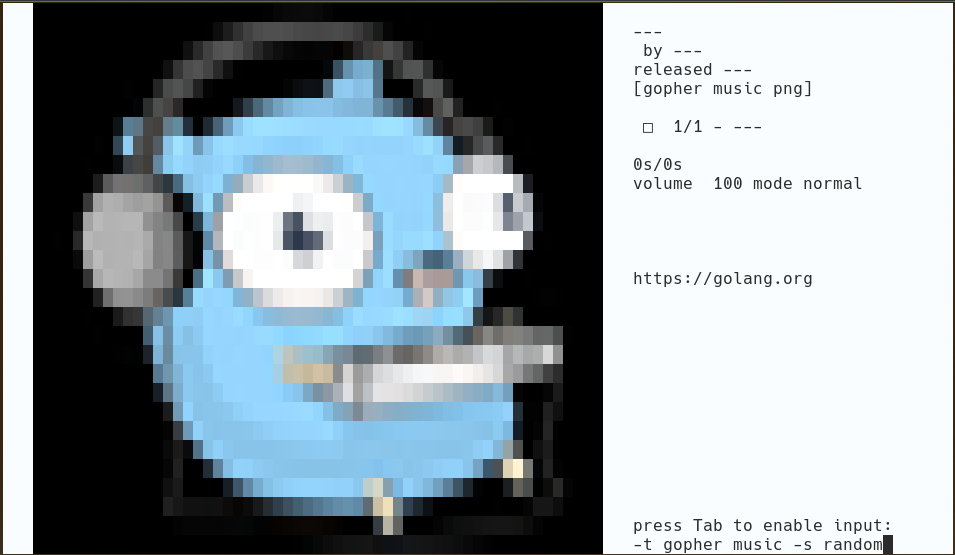 ---
by ---
released ---
[gopher music png]
□ 1/1 - ---
0s/0s
volume  100 mode normal
https://golang.org
press Tab to enable input:
-t gopher music -s random